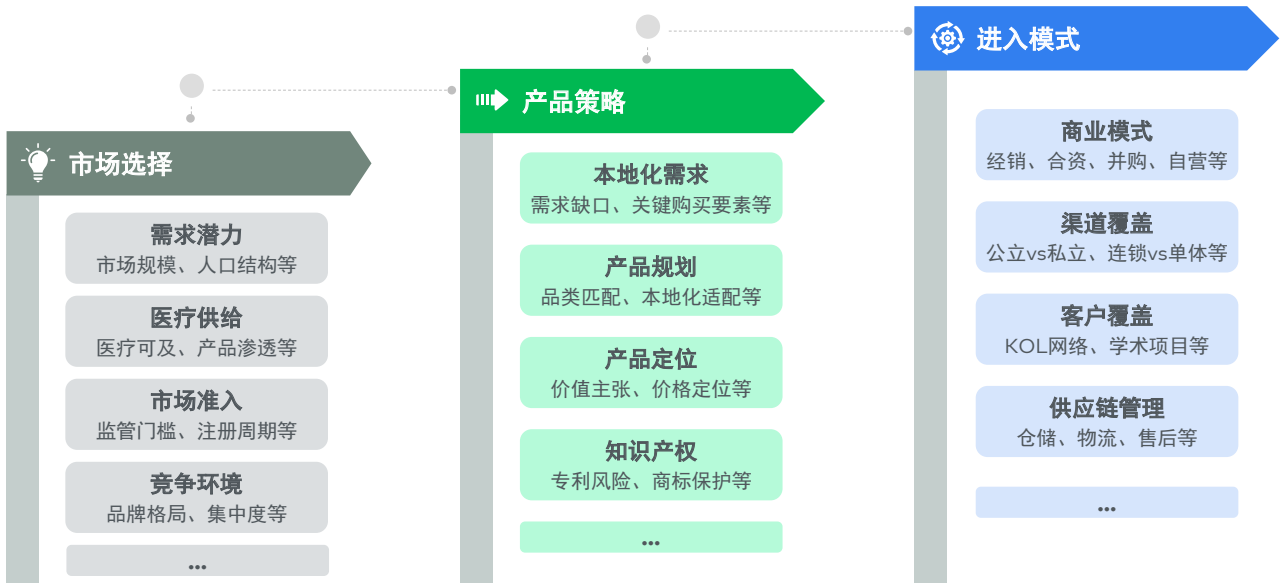 市场选择
需求潜力
市场规模、人口结构等
医疗供给
医疗可及、产品渗透等
市场准入
监管门槛、注册周期等
竞争环境
品牌格局、集中度等
...
产品策略
本地化需求
需求缺口、关键购买要素等
产品规划
品类匹配、本地化适配等
产品定位
价值主张、价格定位等
知识产权
专利风险、商标保护等
...
进入模式
商业模式
经销、合资、并购、自营等
渠道覆盖
公立vs私立、连锁vs单体等
客户覆盖
KOL网络、学术项目等
供应链管理
仓储、物流、售后等
...